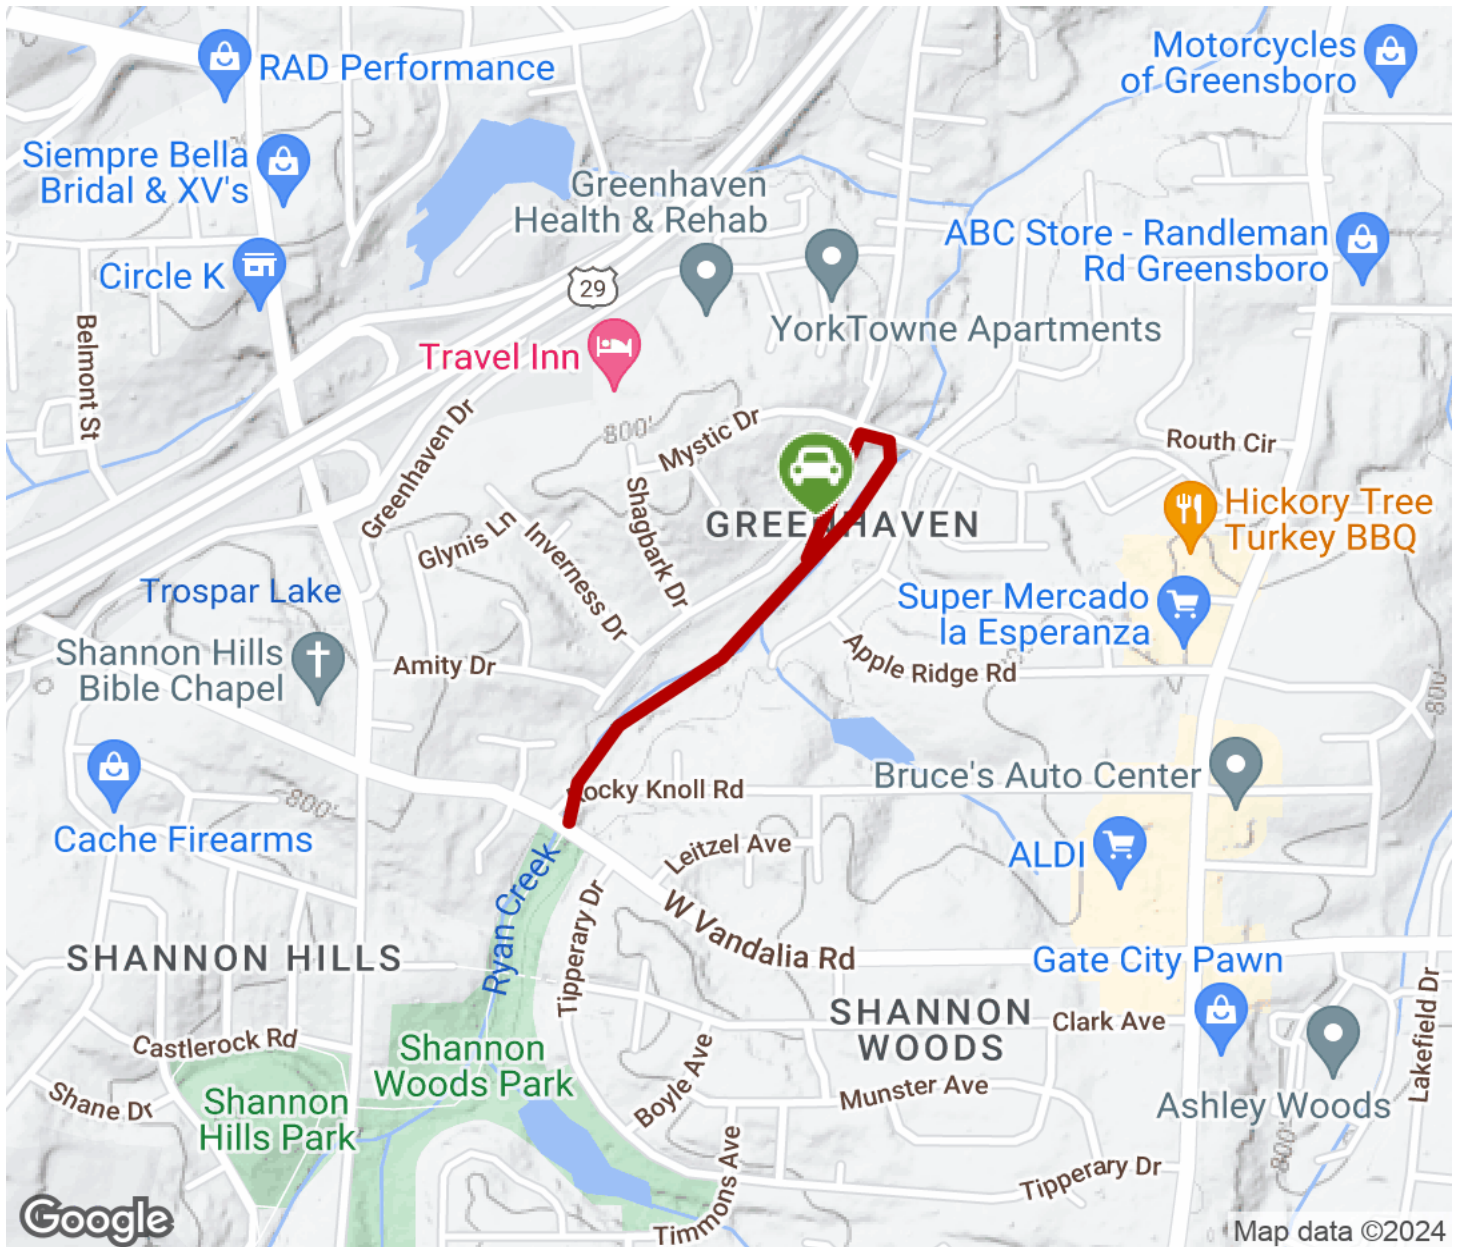 RAD Performance
Motorcycles
of Greensboro
Siempre Bella
Bridal & XV's
Greenhaven
Health & Rehab
ABC Store - Randleman
Rd Greensboro
Circle K
29
YorkTowne Apartments
Travel Inn
Belmont St
800'
Mystic Dr
Greenhaven Dr
Routh Cir
Hickory Tree
Turkey BBQ
GREENHAVEN
Glynis Ln
Inverness Dr
Shagbark Dr
Trospar Lake
Super Mercado
la Esperanza
Shannon Hills
Bible Chapel
Amity Dr
Apple Ridge Rd
800'
Bruce's Auto Center
Rocky Knoll Rd
800'
Cache Firearms
Leitzel Ave
ALDI
Ryan Creek
Tipperary Dr
W Vandalia Rd
SHANNON HILLS
Gate City Pawn
SHANNON
WOODS
Clark Ave
Lakefield Dr
Castlerock Rd
Shannon
Woods Park
Shane Dr
Shannon
Hills Park
Boyle Ave
Munster Ave
Ashley Woods
800'
Tipperary Dr
Timmons Ave
Google
Map data ©2024